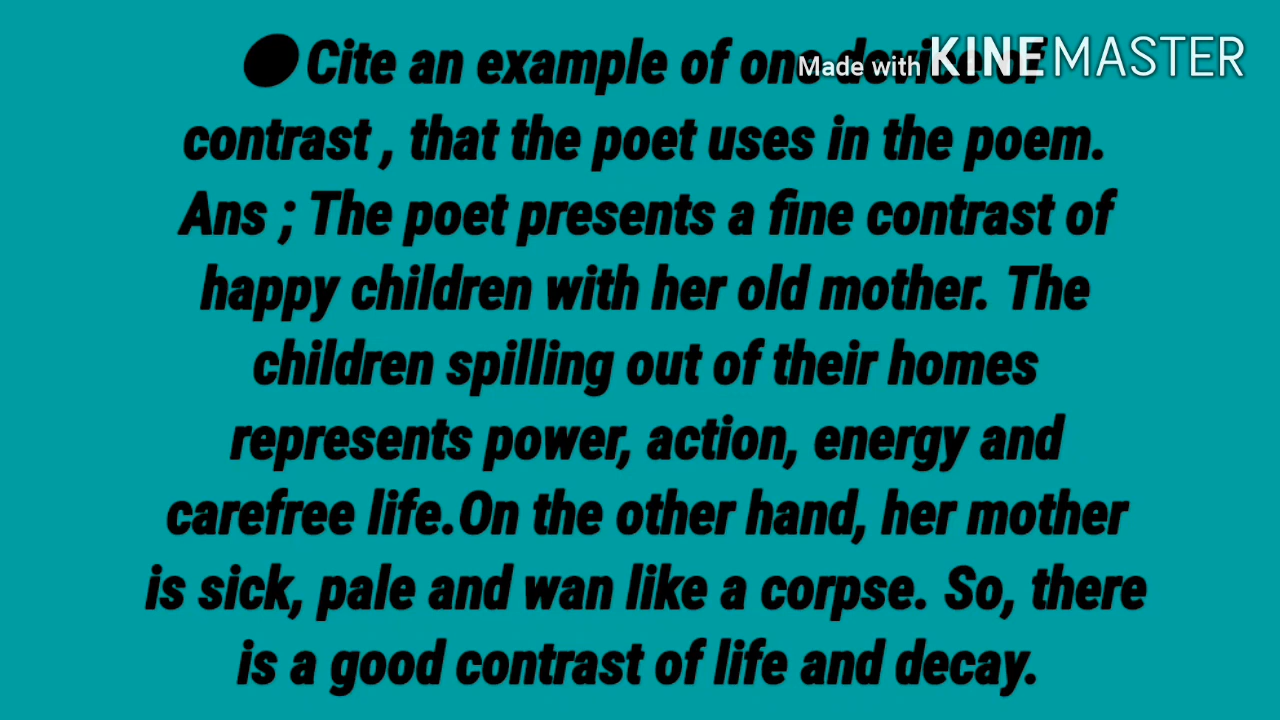 ● Cite an example of one device of
Made with KINEMASTER
contrast , that the poet uses in the poem.
Ans ; The poet presents a fine contrast of
happy children with her old mother. The
children spilling out of their homes
represents power, action, energy and
carefree life.On the other hand, her mother
is sick, pale and wan like a corpse. So, there
is a good contrast of life and decay.